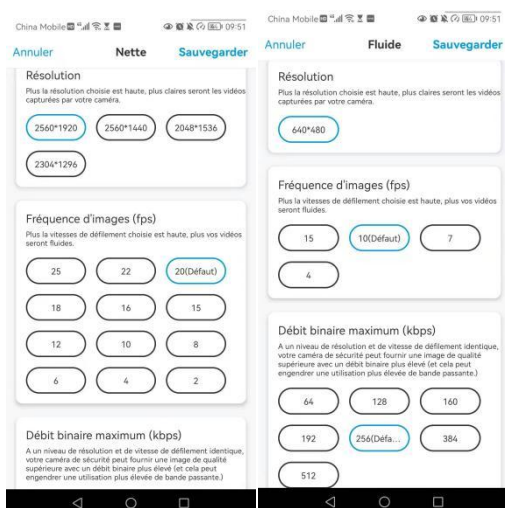 China Mobile 09:51
Annuler Nette Sauvegarder
Résolution
Plus la résolution choisie est haute, plus claires seront les vidéos
capturées par votre caméra.
2560*1920 2560*1440 2048*1536
2304*1296
Fréquence d'images (fps)
Plus la vitesses de défilement choisie est haute, plus vos vidéos
seront fluides.
25 22 20(Défaut)
18 16 15
12 10 8
6 4 2
Débit binaire maximum (kbps)
A un niveau de résolution et de vitesse de défilement identique,
votre caméra de sécurité peut fournir une image de qualité
supérieure avec un débit binaire plus élevé (et cela peut
engendrer une utilisation plus élevée de bande passante.)
China Mobile 09:51
Annuler Fluide Sauvegarder
Résolution
Plus la résolution choisie est haute, plus claires seront les vidéos
capturées par votre caméra.
640*480
Fréquence d'images (fps)
Plus la vitesses de défilement choisie est haute, plus vos vidéos
seront fluides.
15 10(Défaut) 7
4
Débit binaire maximum (kbps)
A un niveau de résolution et de vitesse de défilement identique,
votre caméra de sécurité peut fournir une image de qualité
supérieure avec un débit binaire plus élevé (et cela peut
engendrer une utilisation plus élevée de bande passante.)
64 128 160
192 256(Défa... 384
512